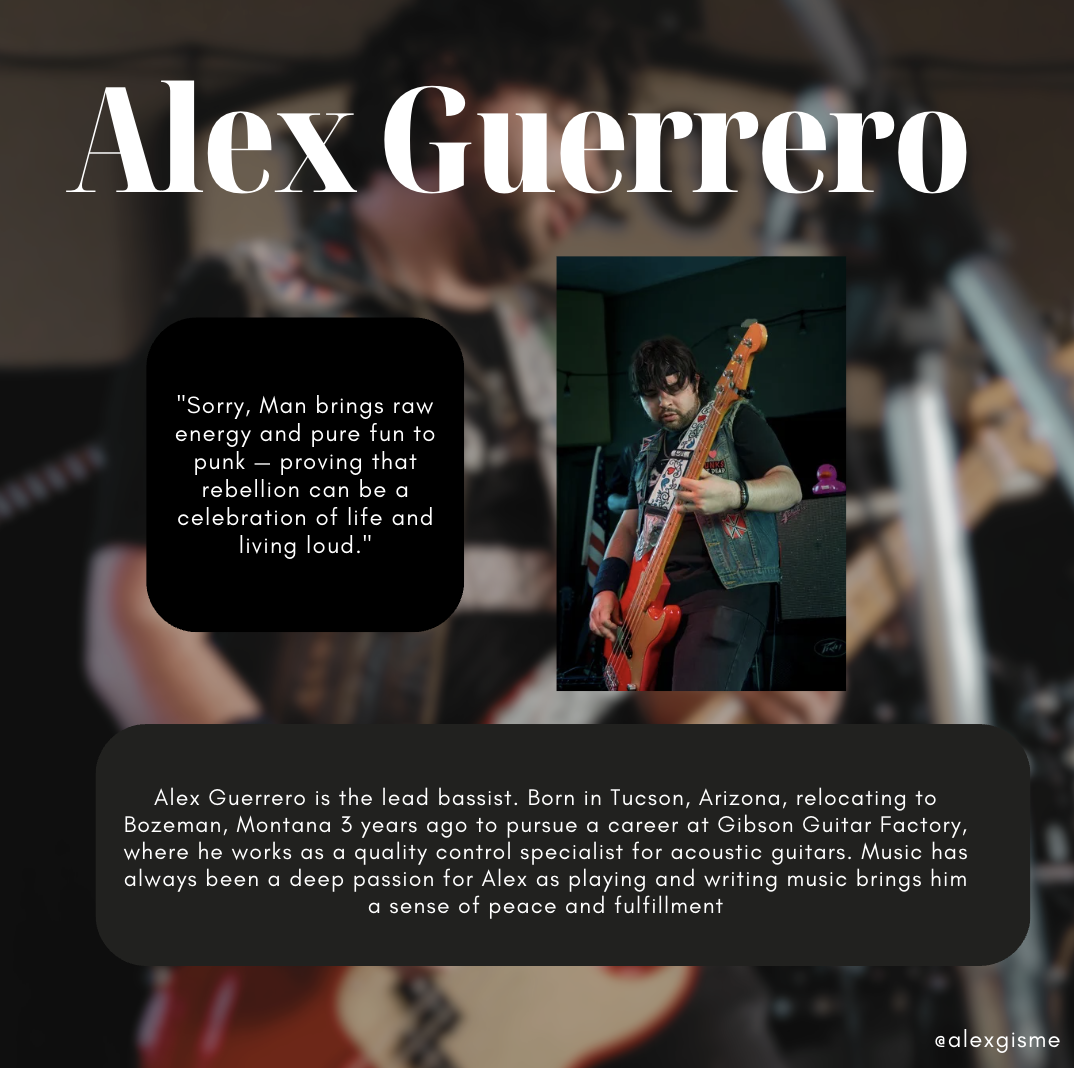 Alex Guerrero
"Sorry, Man brings raw
energy and pure fun to
punk — proving that
rebellion can be a
celebration of life and
living loud."
Alex Guerrero is the lead bassist. Born in Tucson, Arizona, relocating to
Bozeman, Montana 3 years ago to pursue a career at Gibson Guitar Factory,
where he works as a quality control specialist for acoustic guitars. Music has
always been a deep passion for Alex as playing and writing music brings him
a sense of peace and fulfillment
@alexgisme